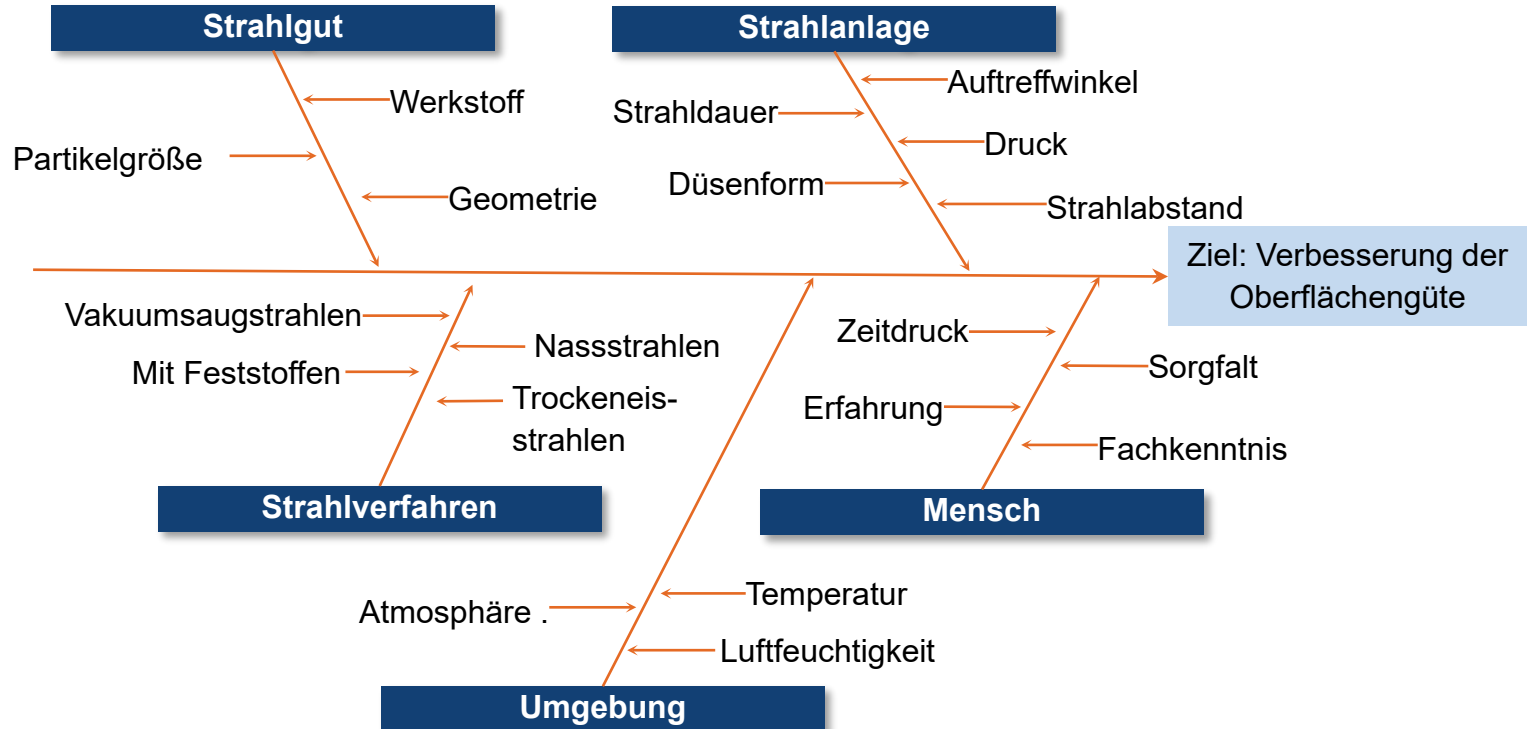 Strahlgut
Strahlanlage
Werkstoff
Partikelgröße
Geometrie
Auftreffwinkel
Strahldauer
Druck
Düsenform
Strahlabstand
Ziel: Verbesserung der
Oberflächengüte
Vakuumsaugstrahlen
Nassstrahlen
Mit Feststoffen
Trockeneis-
strahlen
Strahlverfahren
Zeitdruck
Sorgfalt
Erfahrung
Fachkenntnis
Mensch
Temperatur
Atmosphäre .
Luftfeuchtigkeit
Umgebung